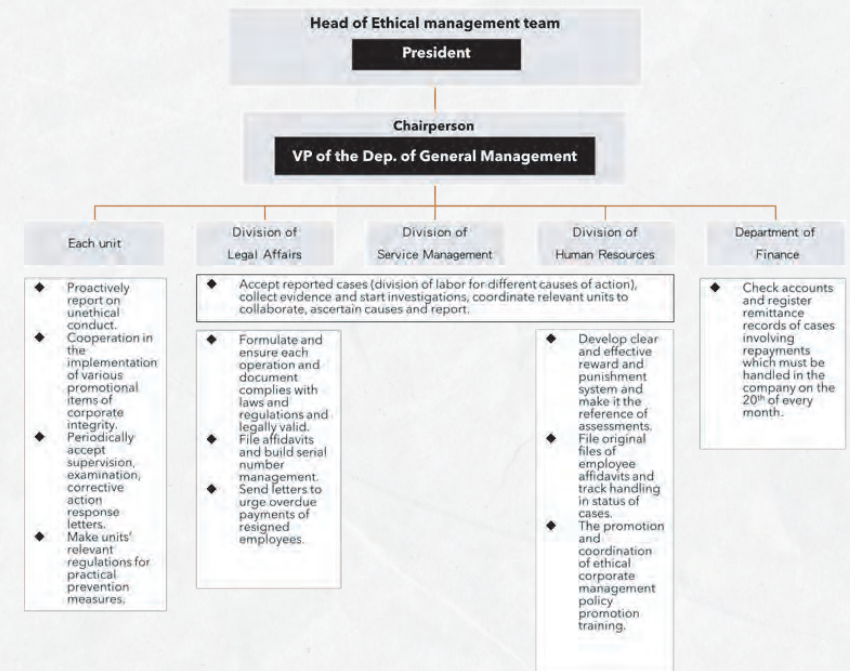 Head of Ethical management team
President
Chairperson
VP of the Dep. of General Management
Each unit
Division of
Legal Affairs
Division of
Service Management
Division of
Human Resources
Department of
Finance
◆ Proactively
report on
unethical
conduct.
◆ Cooperation in
the
implementation
of various
promotional
items of
corporate
integrity.
◆ Periodically
accept
supervision,
examination,
corrective
action
response
letters.
◆ Make units'
relevant
regulations for
practical
prevention
measures.
◆ Accept reported cases (division of labor for different causes of action),
collect evidence and start investigations, coordinate relevant units to
collaborate, ascertain causes and report.
◆ Formulate and
ensure each
operation and
document
complies with
laws and
regulations and
legally valid.
◆ File affidavits
and build serial
number
management.
◆ Send letters to
urge overdue
payments of
resigned
employees.
◆ Develop clear
and effective
reward and
punishment
system and
make it the
reference of
assessments.
◆ File original
files of
employee
affidavits and
track handling
in status of
cases.
◆ The promotion
and
coordination
of ethical
corporate
management
policy
promotion
training.
◆ Check accounts
and register
remittance
records of cases
involving
repayments
which must be
handled in the
company on the
20th of every
month.